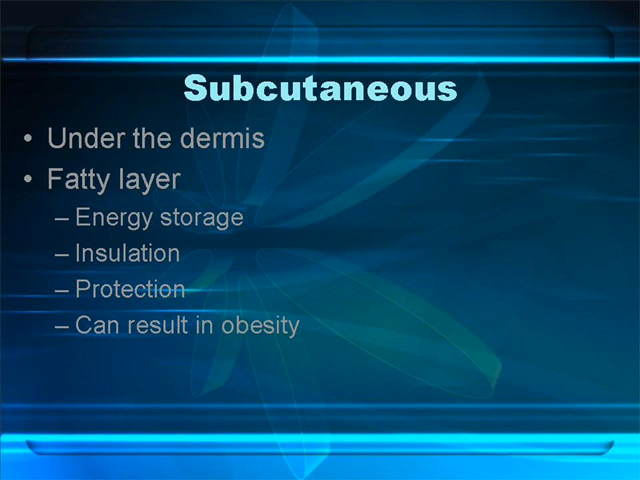 Subcutaneous
• Under the dermis
• Fatty layer
– Energy storage
– Insulation
– Protection
– Can result in obesity